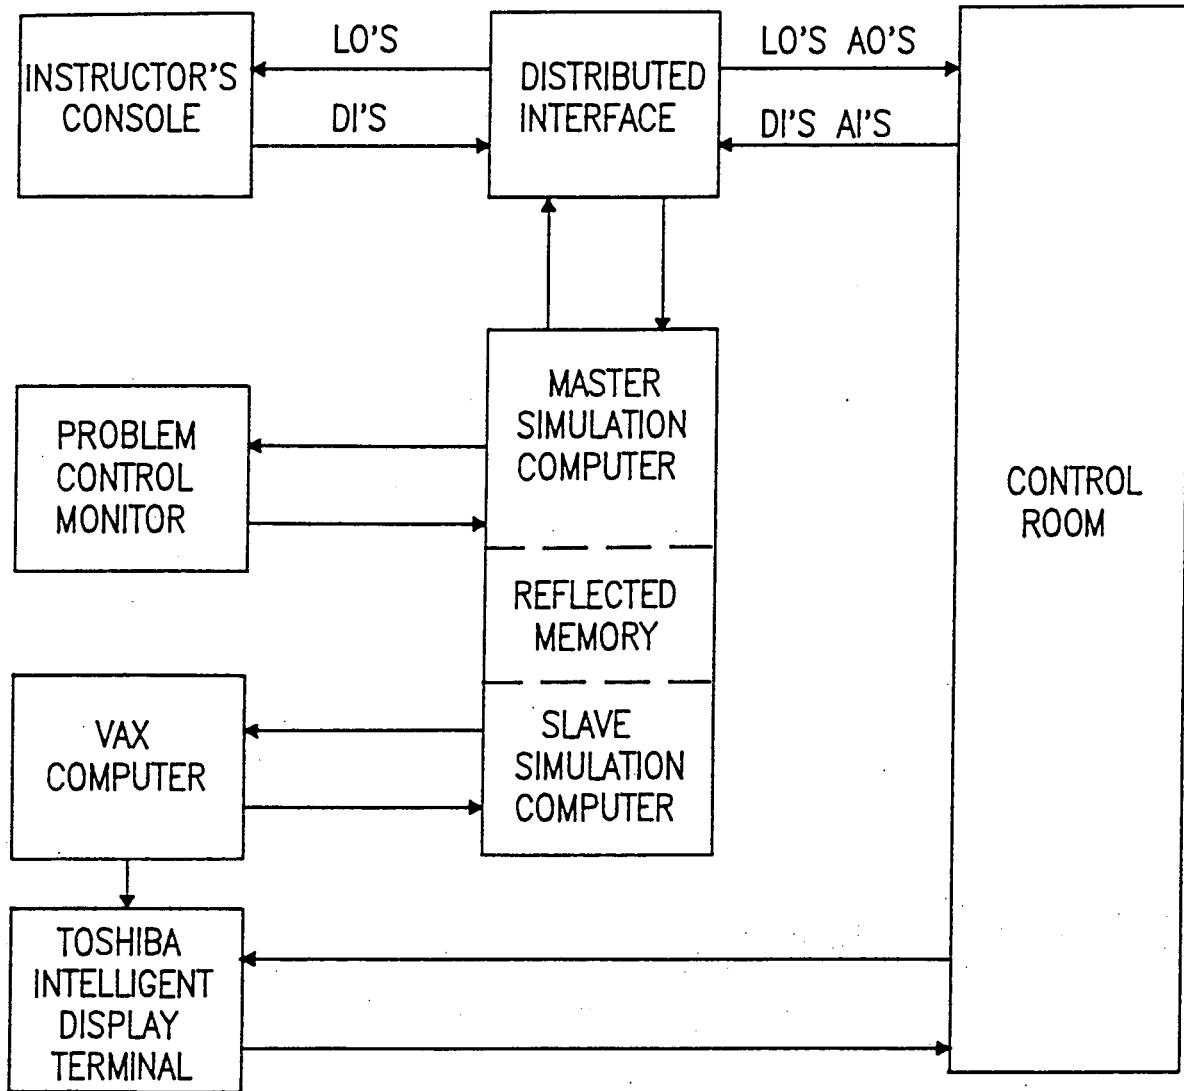 LO'S
INSTRUCTOR'S
CONSOLE
DI'S
DISTRIBUTED
INTERFACE
LO'S AO'S
DI'S AI'S
MASTER
SIMULATION
COMPUTER
PROBLEM
CONTROL
MONITOR
CONTROL
ROOM
REFLECTED
MEMORY
VAX
COMPUTER
SLAVE
SIMULATION
COMPUTER
TOSHIBA
INTELLIGENT
DISPLAY
TERMINAL